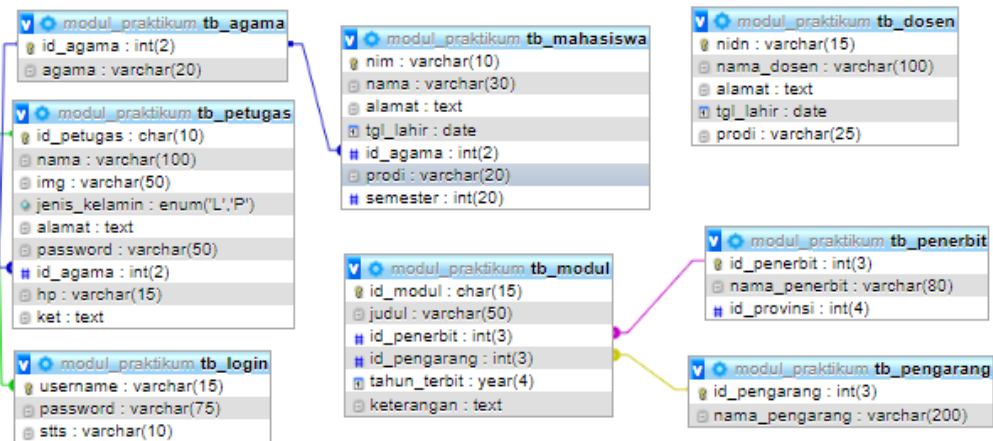 modul_praktikum tb_agama
id_agama : int(2)
agama : varchar(20)
modul_praktikum tb_petugas
id_petugas : char(10)
nama : varchar(100)
img : varchar(50)
jenis_kelamin : enum('L','P')
alamat : text
password : varchar(50)
id_agama : int(2)
hp : varchar(15)
ket : text
modul_praktikum tb_login
username : varchar(15)
password : varchar(75)
stts : varchar(10)
modul_praktikum tb_mahasiswa
nim : varchar(10)
nama : varchar(30)
alamat : text
tgl_lahir : date
id_agama : int(2)
prodi : varchar(20)
semester : int(20)
modul_praktikum tb_modul
id_modul : char(15)
judul : varchar(50)
id_penerbit : int(3)
id_pengarang : int(3)
tahun_terbit : year(4)
keterangan : text
modul_praktikum tb_dosen
nidn : varchar(15)
nama_dosen : varchar(100)
alamat : text
tgl_lahir : date
prodi : varchar(25)
modul_praktikum tb_penerbit
id_penerbit : int(3)
nama_penerbit : varchar(80)
id_provinsi : int(4)
modul_praktikum tb_pengarang
id_pengarang : int(3)
nama_pengarang : varchar(200)